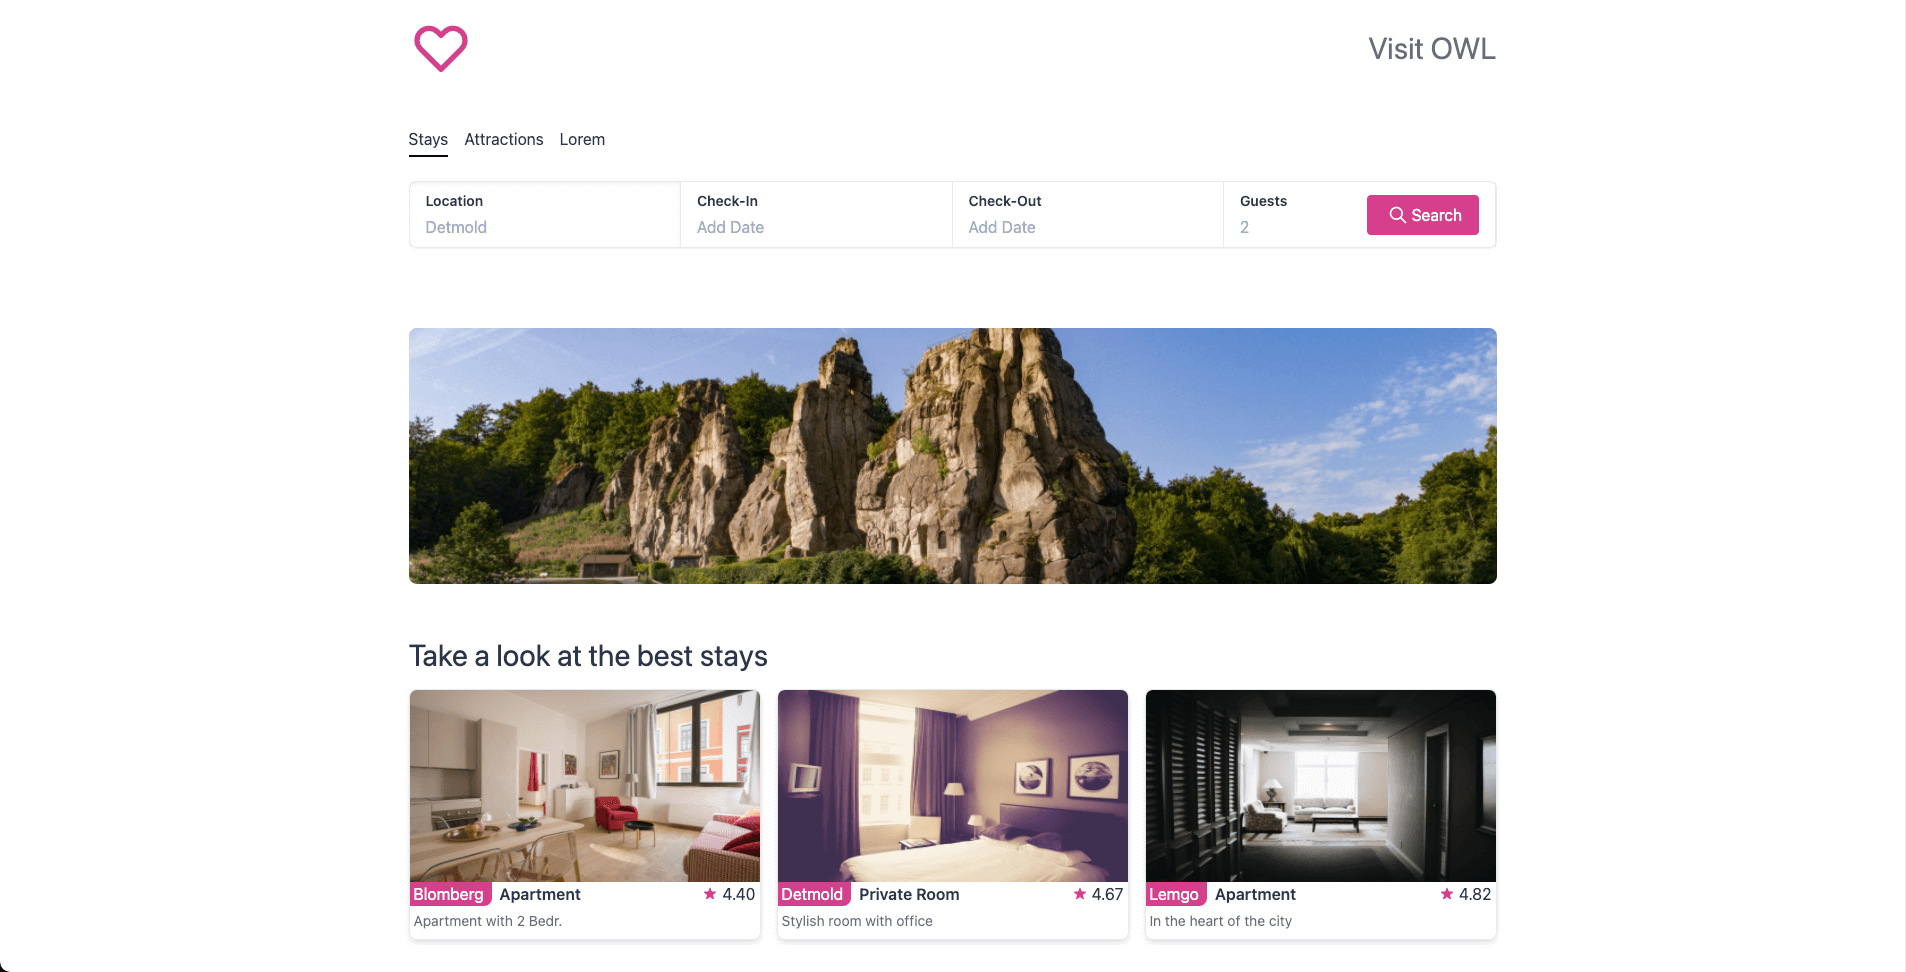 Visit OWL
Stays Attractions Lorem
Location Check-In Check-Out Guests
Detmold Add Date Add Date 2 Search
Take a look at the best stays
Blomberg Apartment 4.40
Apartment with 2 Bedr.
Detmold Private Room 4.67
Stylish room with office
Lemgo Apartment 4.82
In the heart of the city